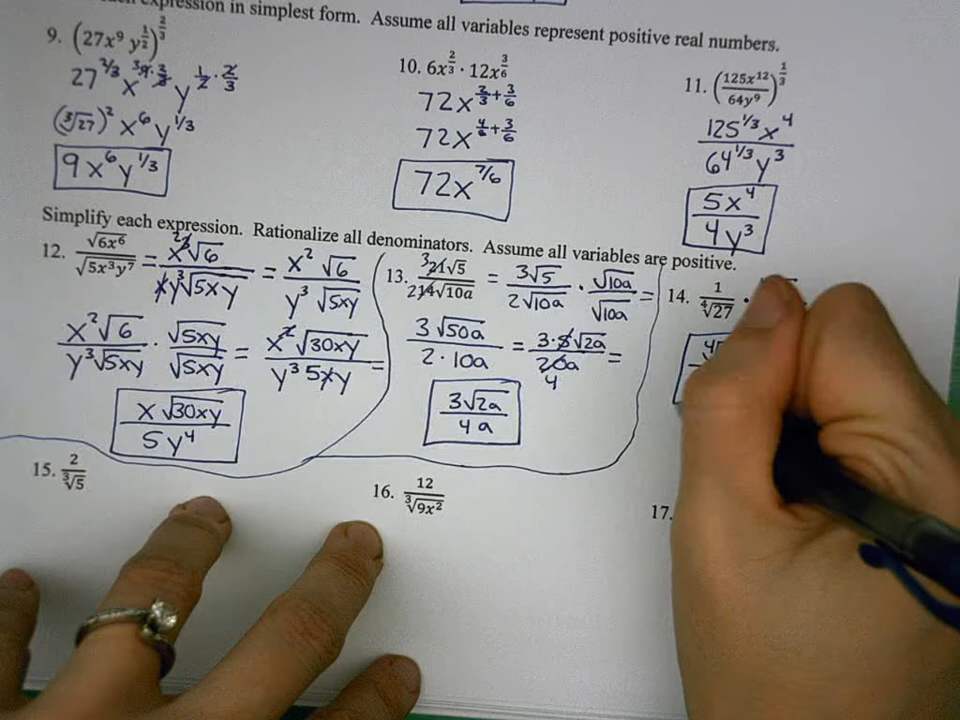 expression in simplest form. Assume all variables represent positive real numbers.
9. (27x⁹ y^(1/2))^(2/3)
27^(2/3) x^(9·2/3) y^(1/2·2/3)
(∛27)² x⁶ y^(1/3)
9x⁶y^(1/3)
10. 6x^(2/3) · 12x^(3/6)
72x^(2/3+3/6)
72x^(4/6+3/6)
72x^(7/6)
11. (125x¹²/64y⁹)^(1/3)
125^(1/3)x⁴/64^(1/3)y³
5x⁴/4y³
Simplify each expression. Rationalize all denominators. Assume all variables are positive.
12. √6x⁶/√5x³y⁷ = x³√6/xy³√5xy = x²√6/y³√5xy
x²√6/y³√5xy · √5xy/√5xy = x²√30xy/y³5xy =
x√30xy/5y⁴
13. 21√5/14√10a = 3√5/2√10a · √10a/√10a =
3√50a/2·10a = 3·5√2a/20a =
3√2a/4a
14. 1/∜27 ·
15. 2/∛5
16. 12/∛9x²
17.